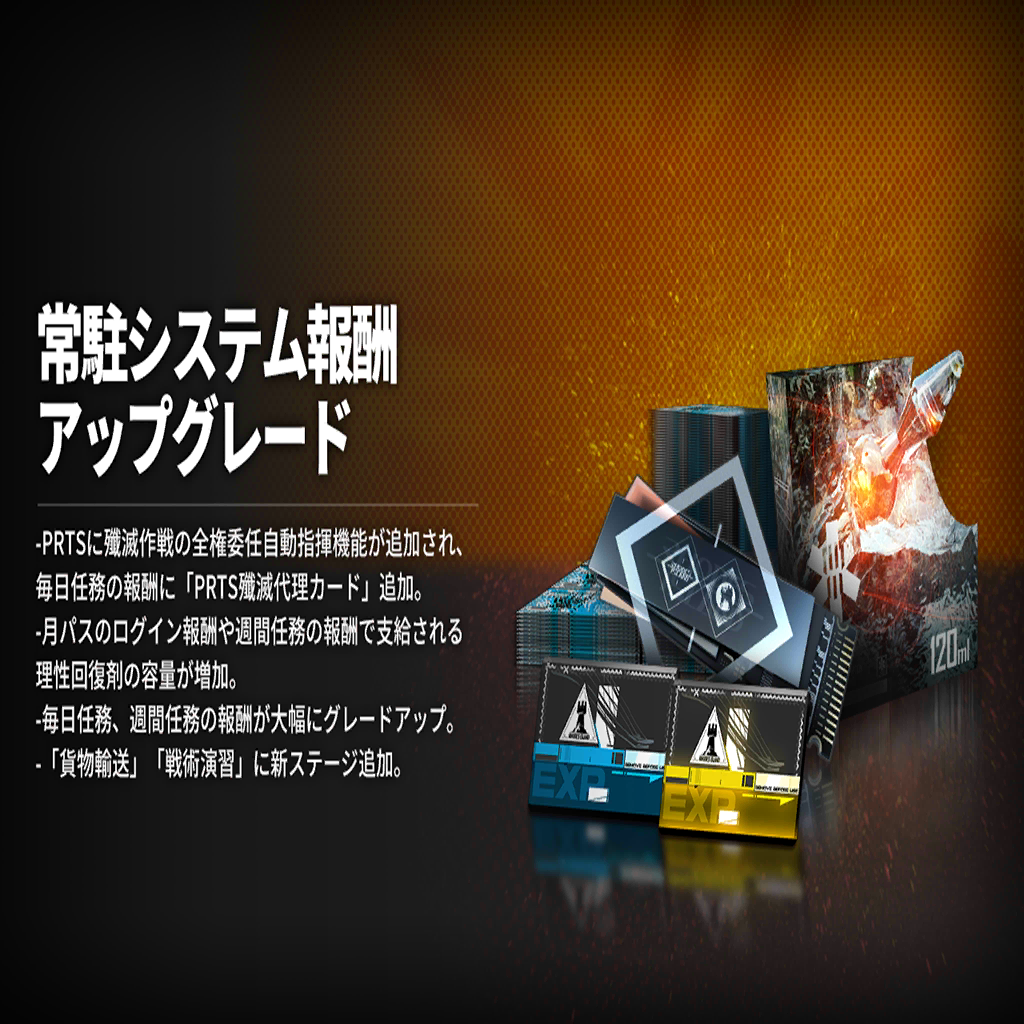 常駐システム報酬
アップグレード
-PRTSに殲滅作戦の全権委任自動指揮機能が追加され、
毎日任務の報酬に「PRTS殲滅代理カード」追加。
-月パスのログイン報酬や週間任務の報酬で支給される
理性回復剤の容量が増加。
-毎日任務、週間任務の報酬が大幅にグレードアップ。
-「貨物輸送」「戦術演習」に新ステージ追加。
120ml
EXP
EXP